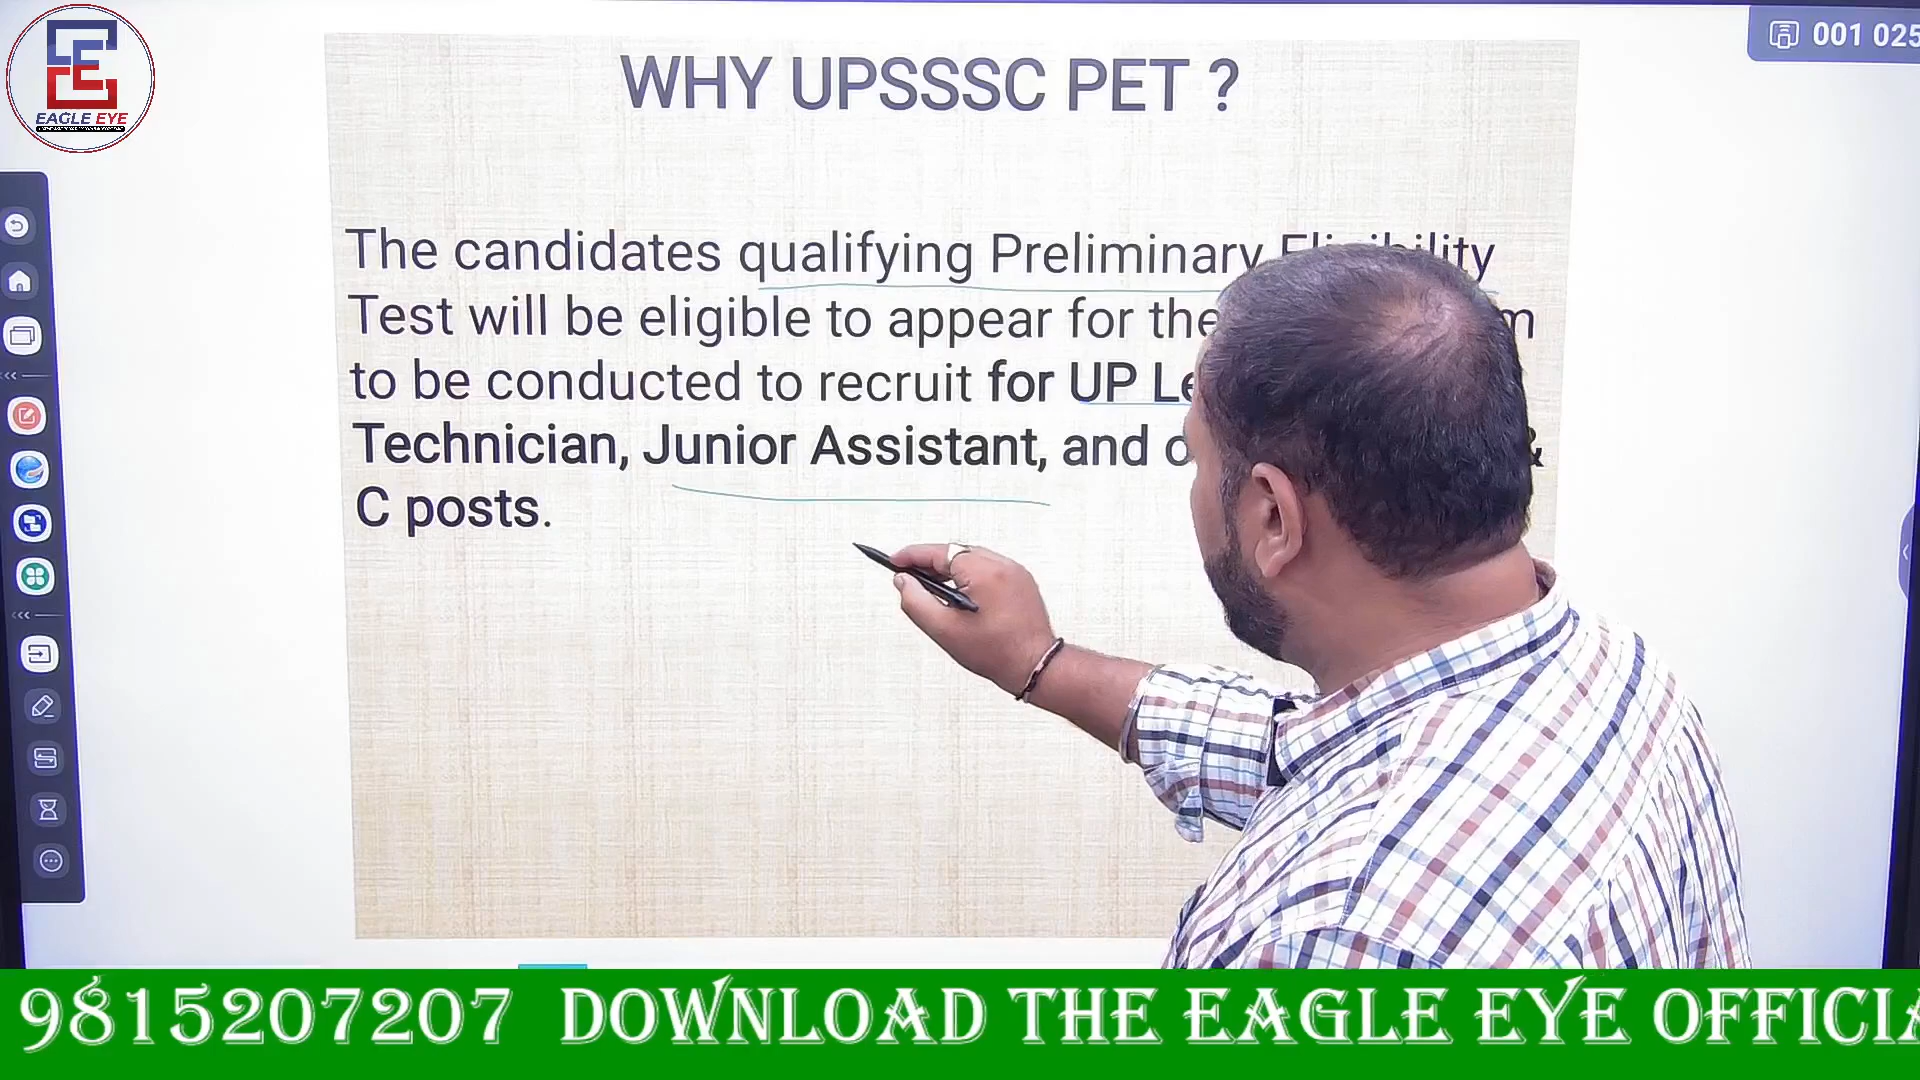 EAGLE EYE
001 025
WHY UPSSSC PET ?
The candidates qualifying Preliminary Eligibility
Test will be eligible to appear for the
to be conducted to recruit for UP
Technician, Junior Assistant, and &
C posts.
9815207207 DOWNLOAD THE EAGLE EYE